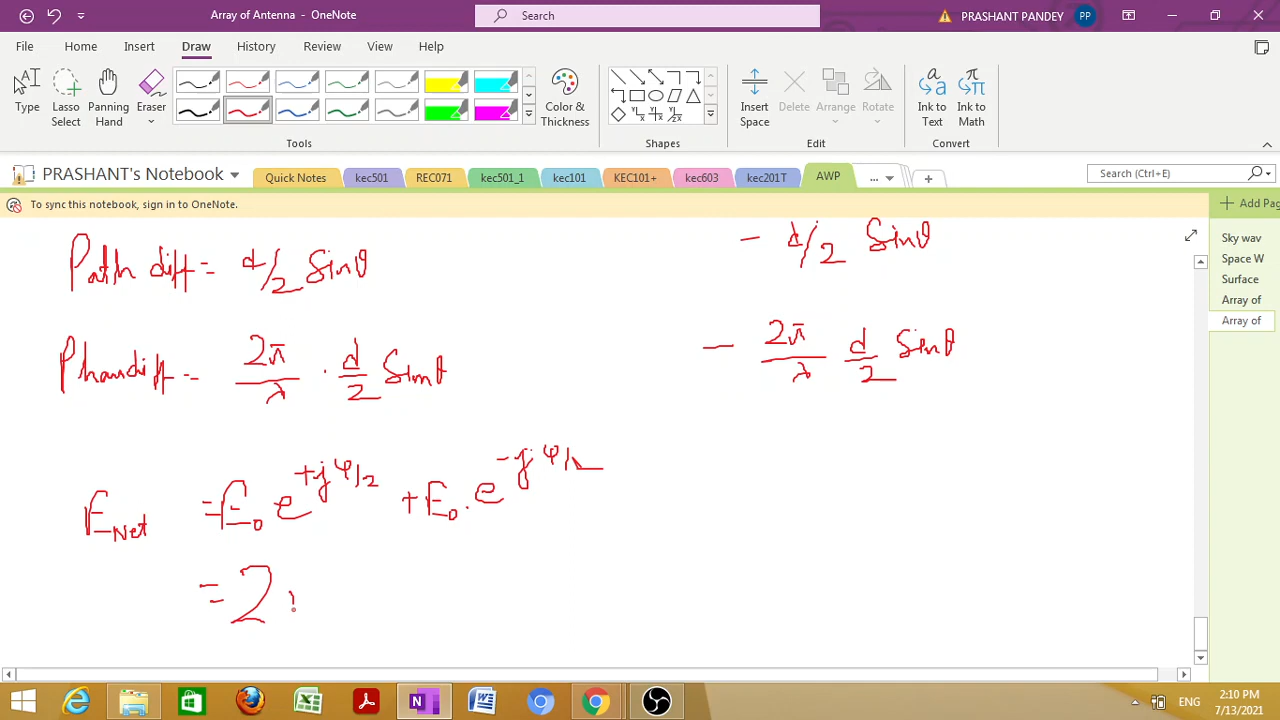 Array of Antenna - OneNote
Search
PRASHANT PANDEY PP
File Home Insert Draw History Review View Help
Type Lasso Select Panning Hand Eraser Color & Thickness Insert Space Delete Arrange Rotate Ink to Text Ink to Math
Tools Shapes Edit Convert
PRASHANT's Notebook Quick Notes kec501 REC071 kec501_1 kec101 KEC101+ kec603 kec201T AWP ... Search (Ctrl+E)
To sync this notebook, sign in to OneNote.
Add Pag
Sky wav
Space W
Surface
Array of
Array of
Path diff = d/2 Sinθ - d/2 Sinθ
Phase diff = 2π/λ · d/2 Sinθ - 2π/λ d/2 Sinθ
E_Net = E_0 e^{+jφ/2} + E_0 . e^{-jφ/2}
= 2
ENG
2:10 PM
7/13/2021